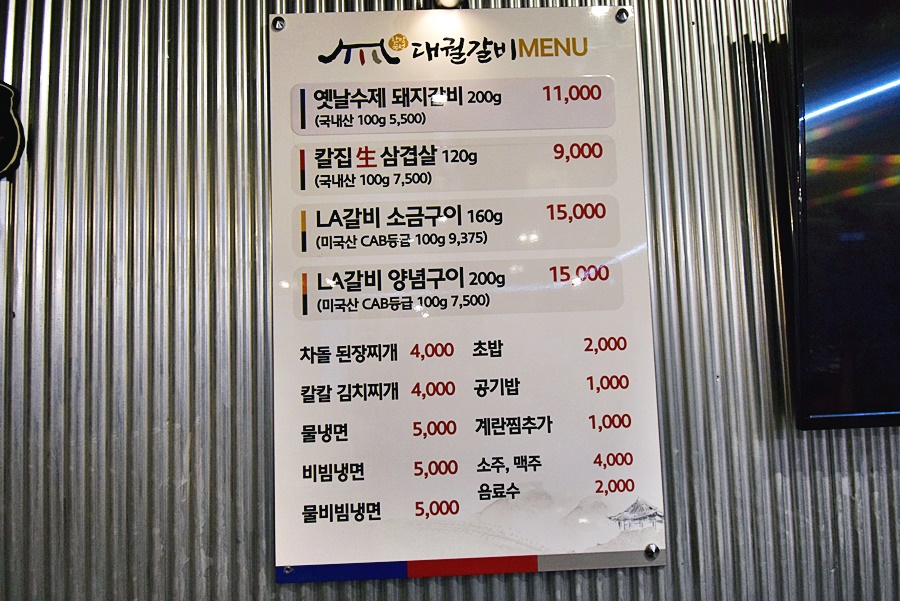 대궐갈비MENU
옛날수제 돼지갈비 200g 11,000
(국내산 100g 5,500)
칼집 生 삼겹살 120g 9,000
(국내산 100g 7,500)
LA갈비 소금구이 160g 15,000
(미국산 CAB등급 100g 9,375)
LA갈비 양념구이 200g 15,000
(미국산 CAB등급 100g 7,500)
차돌 된장찌개 4,000
칼칼 김치찌개 4,000
물냉면 5,000
비빔냉면 5,000
물비빔냉면 5,000
초밥 2,000
공기밥 1,000
계란찜추가 1,000
소주, 맥주 4,000
음료수 2,000